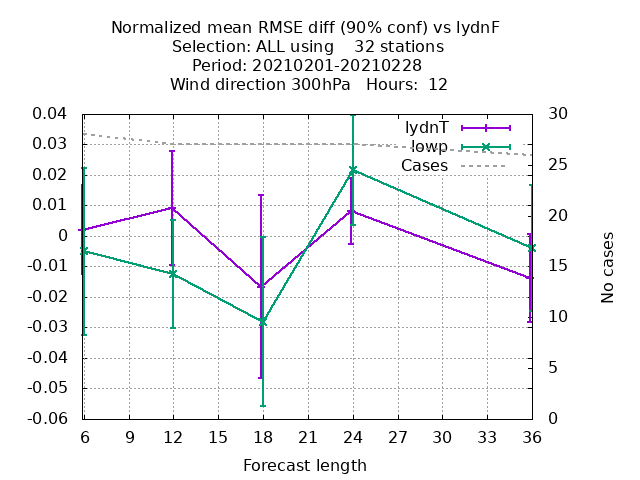 Normalized mean RMSE diff (90% conf) vs lydnF
Selection: ALL using    32 stations
Period: 20210201-20210228
Wind direction 300hPa   Hours:  12
0.04
0.03
0.02
0.01
0
-0.01
-0.02
-0.03
-0.04
-0.05
-0.06
lydnT
lowp
Cases
30
25
20
15
10
5
0
No cases
6 9 12 15 18 21 24 27 30 33 36
Forecast length